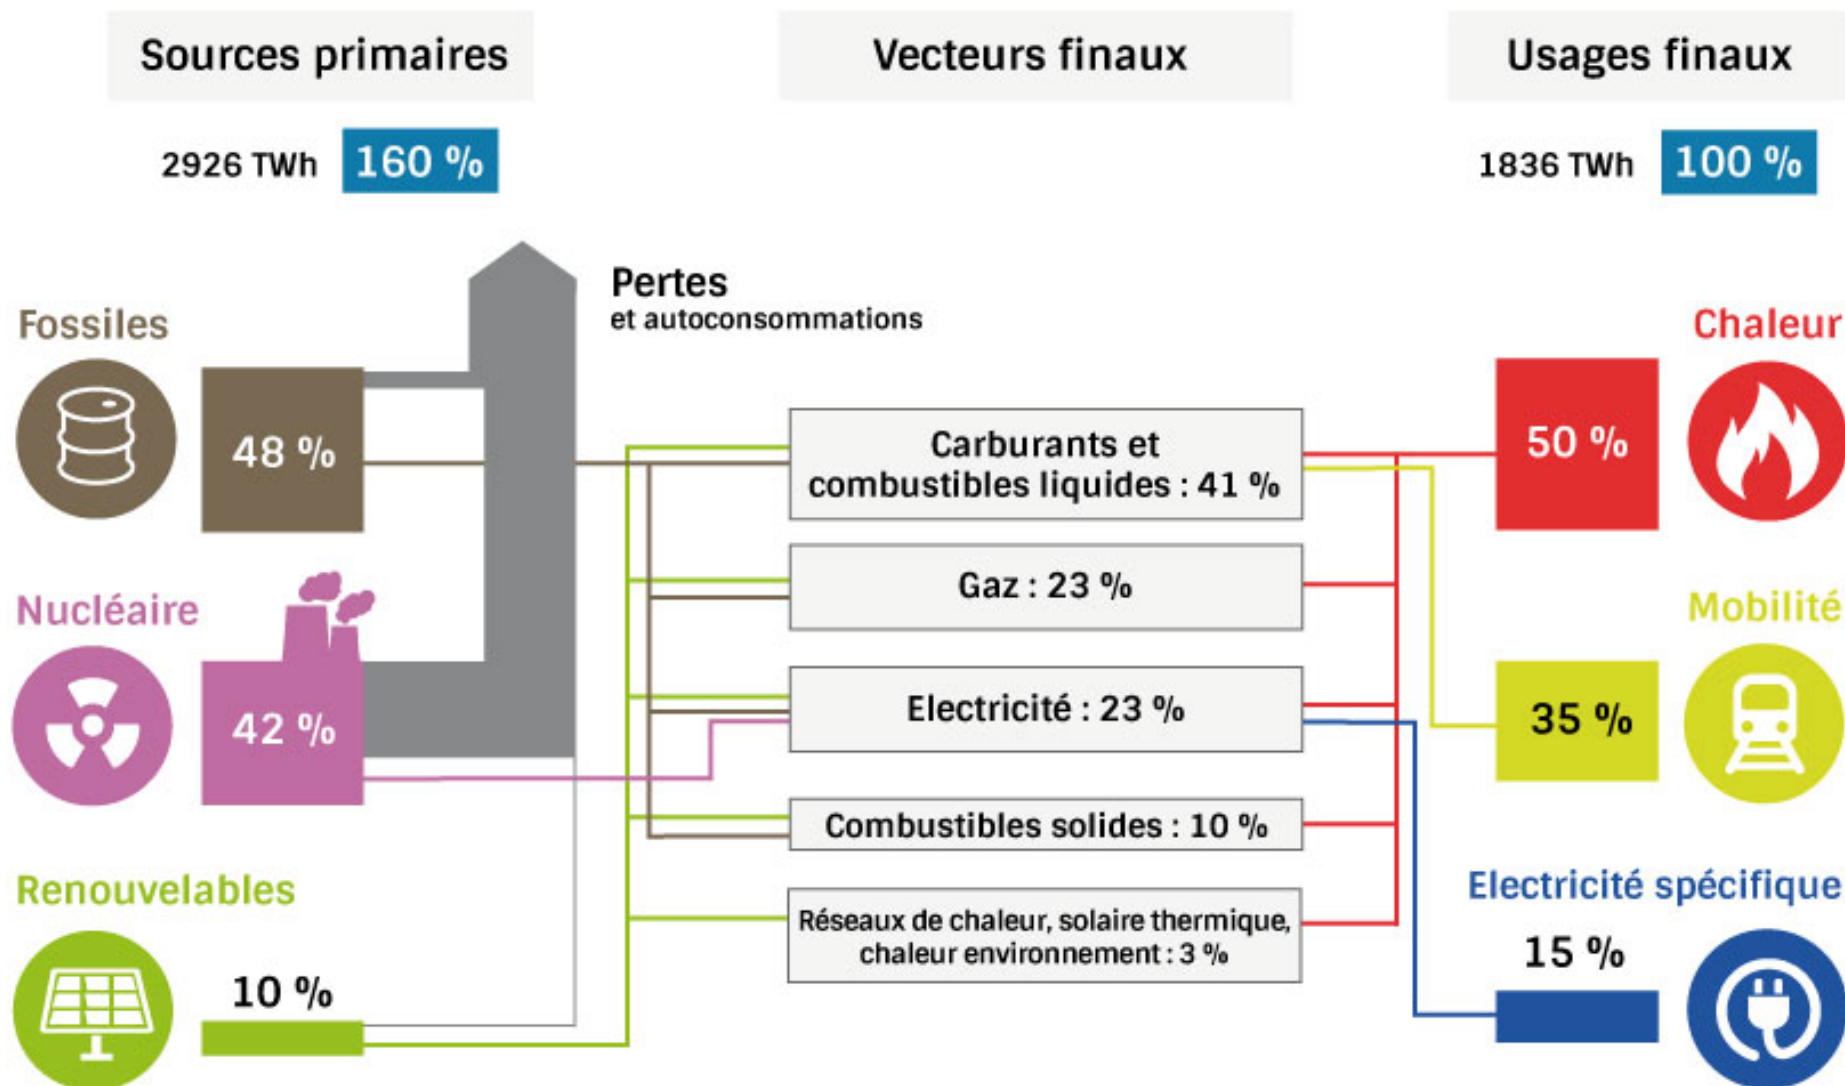 Sources primaires
Vecteurs finaux
Usages finaux
2926 TWh
160 %
1836 TWh
100 %
Pertes
et autoconsommations
Fossiles
48 %
Nucléaire
42 %
Renouvelables
10 %
Carburants et
combustibles liquides : 41 %
Gaz : 23 %
Electricité : 23 %
Combustibles solides : 10 %
Réseaux de chaleur, solaire thermique,
chaleur environnement : 3 %
Chaleur
50 %
Mobilité
35 %
Electricité spécifique
15 %